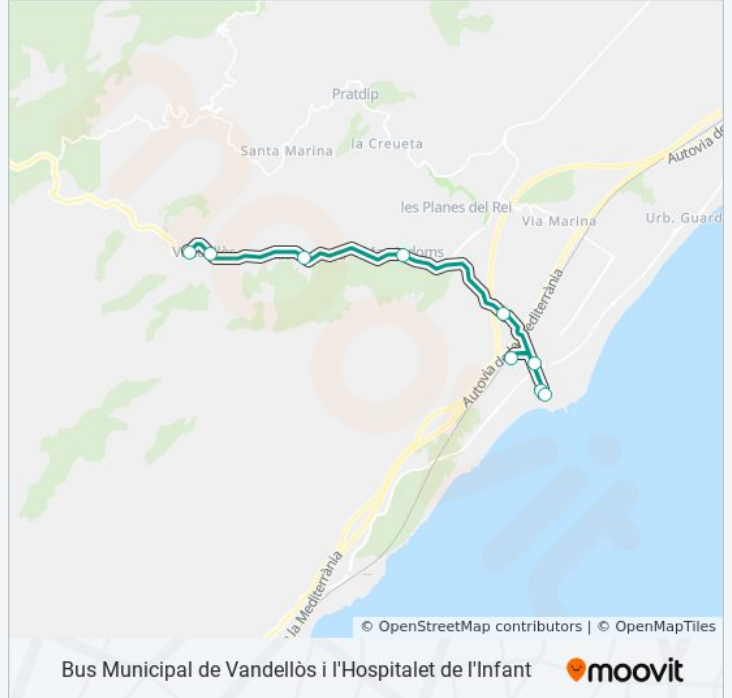 Pratdip
la Creueta
Santa Marina
Autovia de
les Planes del Rei
Via Marina
Urb. Guard
Autovia de la Mediterrània
la Mediterrània
© OpenStreetMap contributors | © OpenMapTiles
Bus Municipal de Vandellòs i l'Hospitalet de l'Infant
moovit